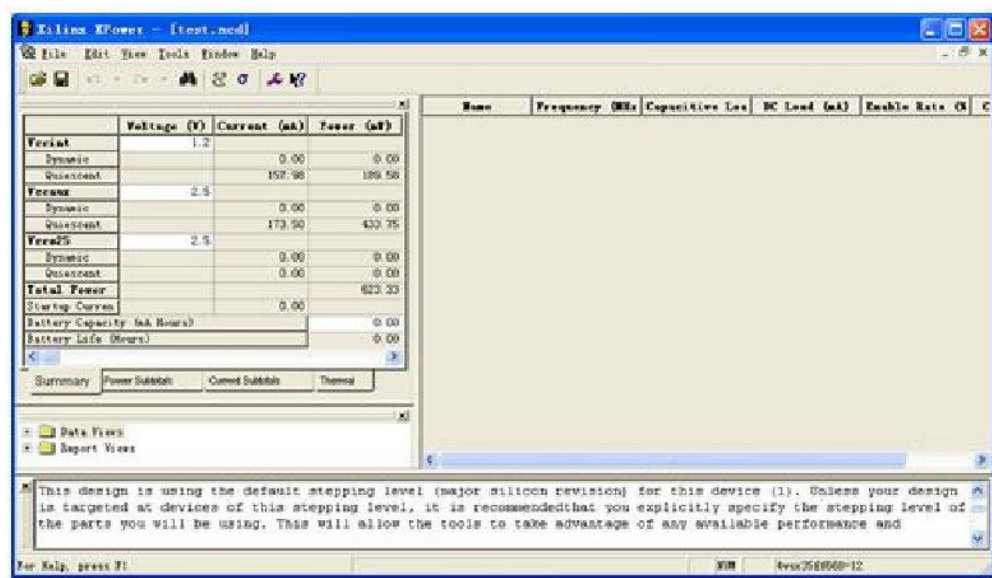 Xilinx XPower - [test.ncd]
File Edit View Tools Window Help
Voltage (V) Current (mA) Power (mW)
Vccint 1.2
Dynamic 0.00 0.00
Quiescent 157.98 189.58
Vccaux 2.5
Dynamic 0.00 0.00
Quiescent 173.50 433.75
Vcco25 2.5
Dynamic 0.00 0.00
Quiescent 0.00 0.00
Total Power 623.33
Startup Curren 0.00
Battery Capacity (mA Hours) 0.00
Battery Life (Hours) 0.00
Summary Power Subtotals Current Subtotals Thermal
Data Views
Report Views
Name Frequency (MHz Capacitive Loa DC Load (mA) Enable Rate (% C
This design is using the default stepping level (major silicon revision) for this device (1). Unless your design
is targeted at devices of this stepping level, it is recommendedthat you explicitly specify the stepping level of
the parts you will be using. This will allow the tools to take advantage of any available performance and
For Help, press F1 NUM